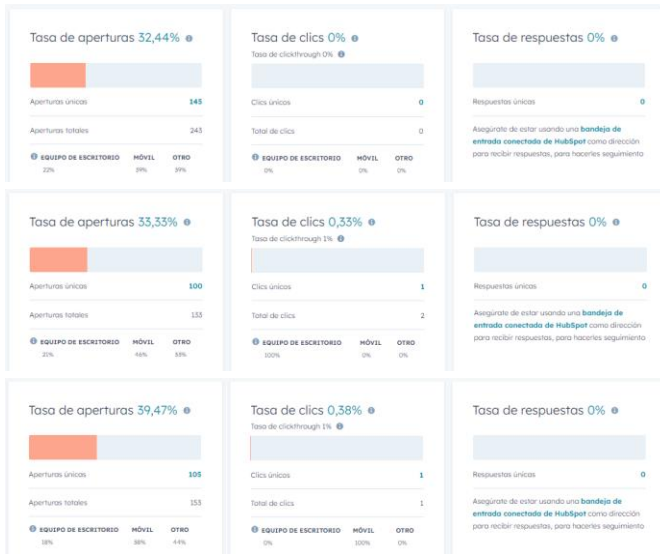 Tasa de aperturas 32,44%
Aperturas únicas 145
Aperturas totales 243
EQUIPO DE ESCRITORIO MÓVIL OTRO
22% 39% 39%
Tasa de clics 0%
Tasa de clickthrough 0%
Clics únicos 0
Total de clics 0
EQUIPO DE ESCRITORIO MÓVIL OTRO
0% 0% 0%
Tasa de respuestas 0%
Respuestas únicas 0
Asegúrate de estar usando una bandeja de
entrada conectada de HubSpot como dirección
para recibir respuestas, para hacerles seguimiento
Tasa de aperturas 33,33%
Aperturas únicas 100
Aperturas totales 133
EQUIPO DE ESCRITORIO MÓVIL OTRO
21% 46% 33%
Tasa de clics 0,33%
Tasa de clickthrough 1%
Clics únicos 1
Total de clics 2
EQUIPO DE ESCRITORIO MÓVIL OTRO
100% 0% 0%
Tasa de respuestas 0%
Respuestas únicas 0
Asegúrate de estar usando una bandeja de
entrada conectada de HubSpot como dirección
para recibir respuestas, para hacerles seguimiento
Tasa de aperturas 39,47%
Aperturas únicas 105
Aperturas totales 153
EQUIPO DE ESCRITORIO MÓVIL OTRO
18% 38% 44%
Tasa de clics 0,38%
Tasa de clickthrough 1%
Clics únicos 1
Total de clics 1
EQUIPO DE ESCRITORIO MÓVIL OTRO
0% 100% 0%
Tasa de respuestas 0%
Respuestas únicas 0
Asegúrate de estar usando una bandeja de
entrada conectada de HubSpot como dirección
para recibir respuestas, para hacerles seguimiento